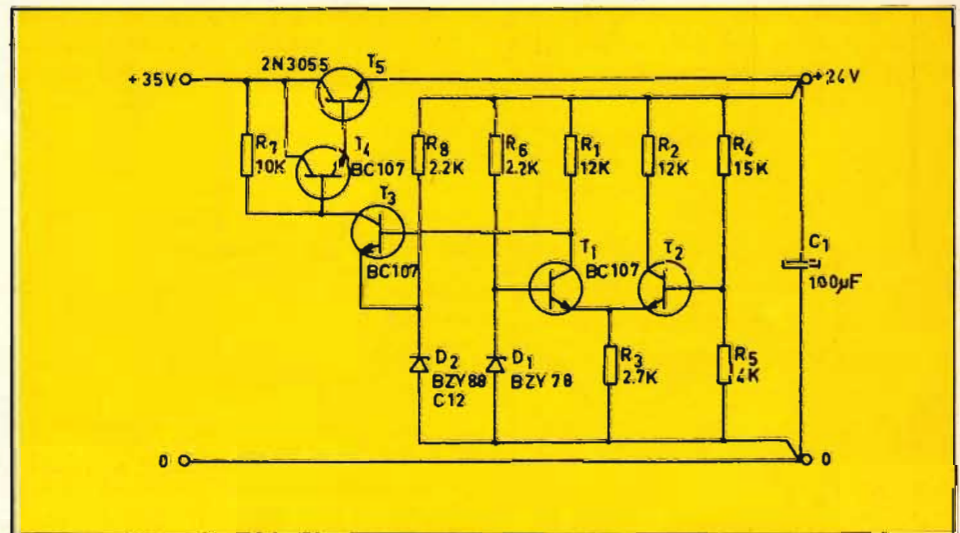 2N3055 T5
+35V +24V
R7 10K
T4 BC107
R8 2.2K
R6 2.2K
R1 12K
R2 12K
R4 15K
T3
BC107
T1 BC107 T2
C1
100µF
D2
BZY88
C12
D1
BZY78
R3
2.7K
R5
4K
0 0